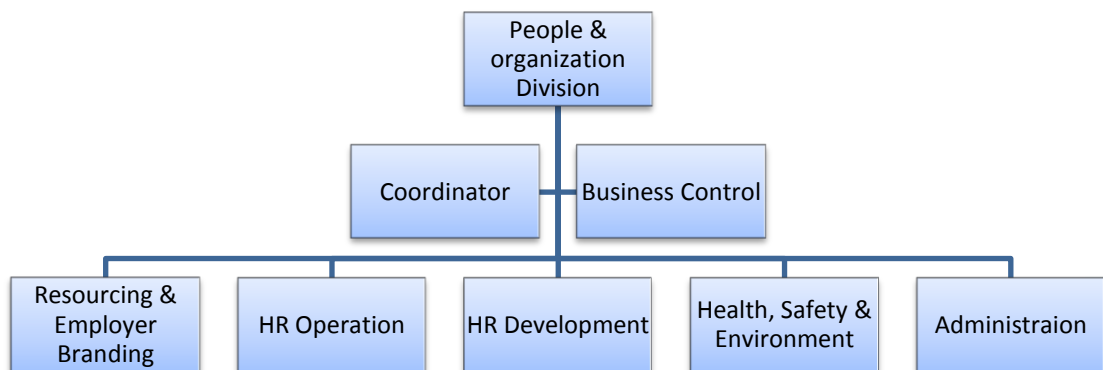 People &
organization
Division
Coordinator
Business Control
Resourcing &
Employer
Branding
HR Operation
HR Development
Health, Safety &
Environment
Administraion